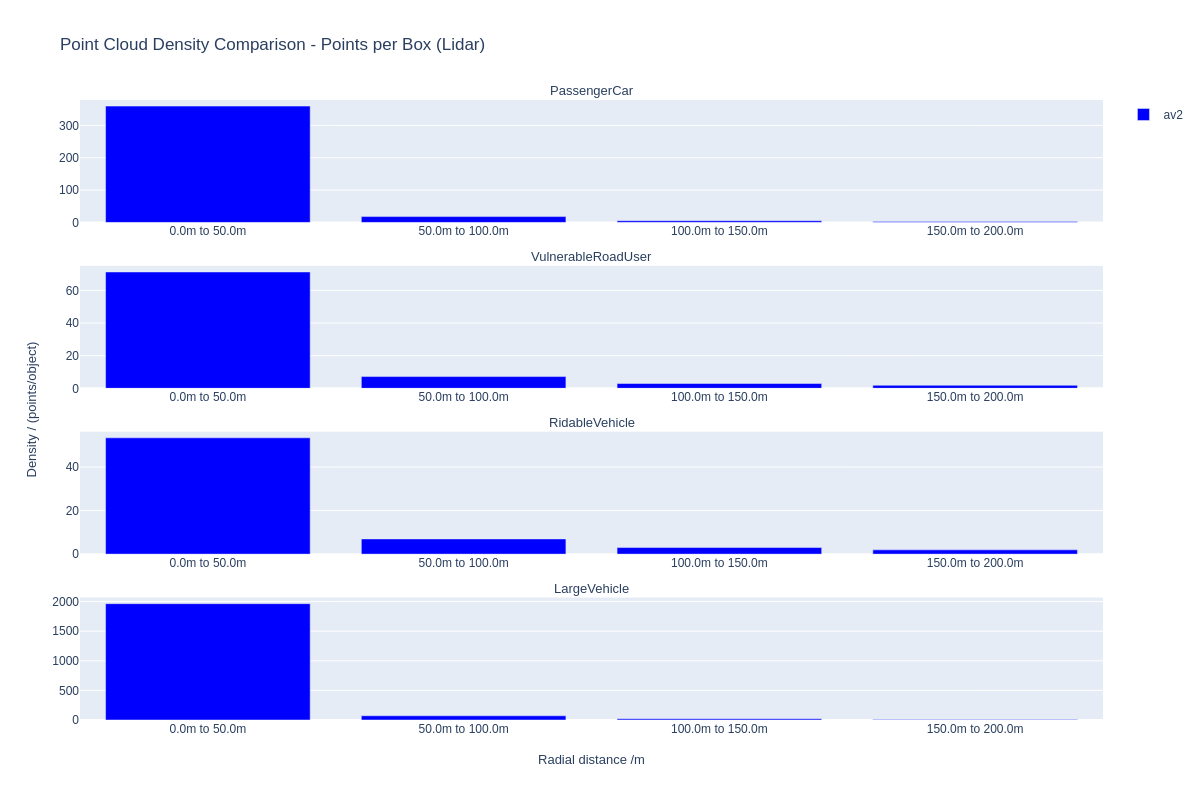 Point Cloud Density Comparison - Points per Box (Lidar)
PassengerCar
av2
300
200
100
0
0.0m to 50.0m
50.0m to 100.0m
100.0m to 150.0m
150.0m to 200.0m
VulnerableRoadUser
60
40
20
0
0.0m to 50.0m
50.0m to 100.0m
100.0m to 150.0m
150.0m to 200.0m
Density / (points/object)
RidableVehicle
40
20
0
0.0m to 50.0m
50.0m to 100.0m
100.0m to 150.0m
150.0m to 200.0m
LargeVehicle
2000
1500
1000
500
0
0.0m to 50.0m
50.0m to 100.0m
100.0m to 150.0m
150.0m to 200.0m
Radial distance /m